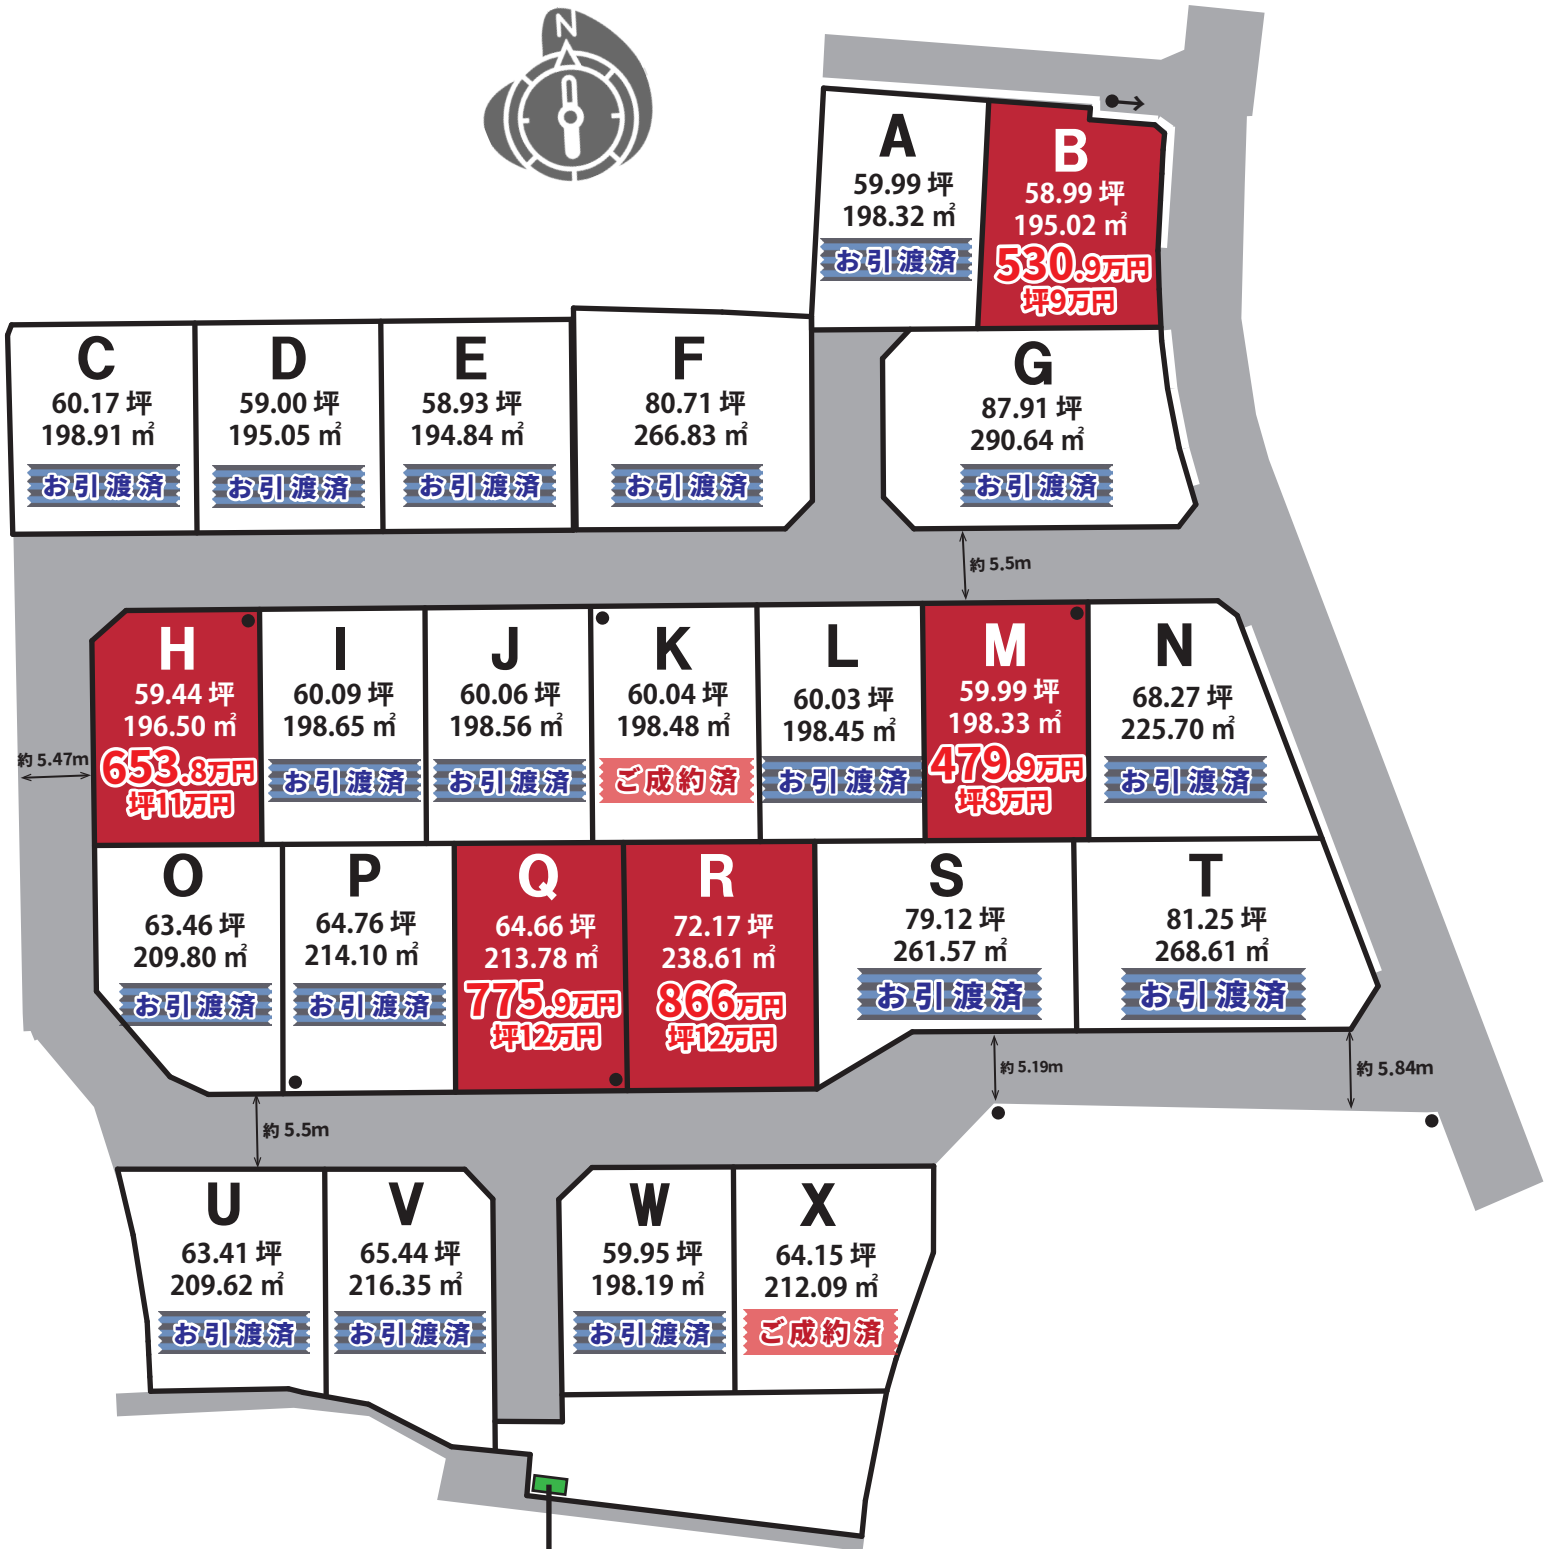 N
A
59.99 坪
198.32 ㎡
お引渡済
B
58.99 坪
195.02 ㎡
530.9万円
坪9万円
C
60.17 坪
198.91 ㎡
お引渡済
D
59.00 坪
195.05 ㎡
お引渡済
E
58.93 坪
194.84 ㎡
お引渡済
F
80.71 坪
266.83 ㎡
お引渡済
G
87.91 坪
290.64 ㎡
お引渡済
約 5.5m
H
59.44 坪
196.50 ㎡
653.8万円
坪11万円
I
60.09 坪
198.65 ㎡
お引渡済
J
60.06 坪
198.56 ㎡
お引渡済
K
60.04 坪
198.48 ㎡
ご成約済
L
60.03 坪
198.45 ㎡
お引渡済
M
59.99 坪
198.33 ㎡
479.9万円
坪8万円
N
68.27 坪
225.70 ㎡
お引渡済
約 5.47m
O
63.46 坪
209.80 ㎡
お引渡済
P
64.76 坪
214.10 ㎡
お引渡済
Q
64.66 坪
213.78 ㎡
775.9万円
坪12万円
R
72.17 坪
238.61 ㎡
866万円
坪12万円
S
79.12 坪
261.57 ㎡
お引渡済
T
81.25 坪
268.61 ㎡
お引渡済
約 5.19m
約 5.84m
約 5.5m
U
63.41 坪
209.62 ㎡
お引渡済
V
65.44 坪
216.35 ㎡
お引渡済
W
59.95 坪
198.19 ㎡
お引渡済
X
64.15 坪
212.09 ㎡
ご成約済